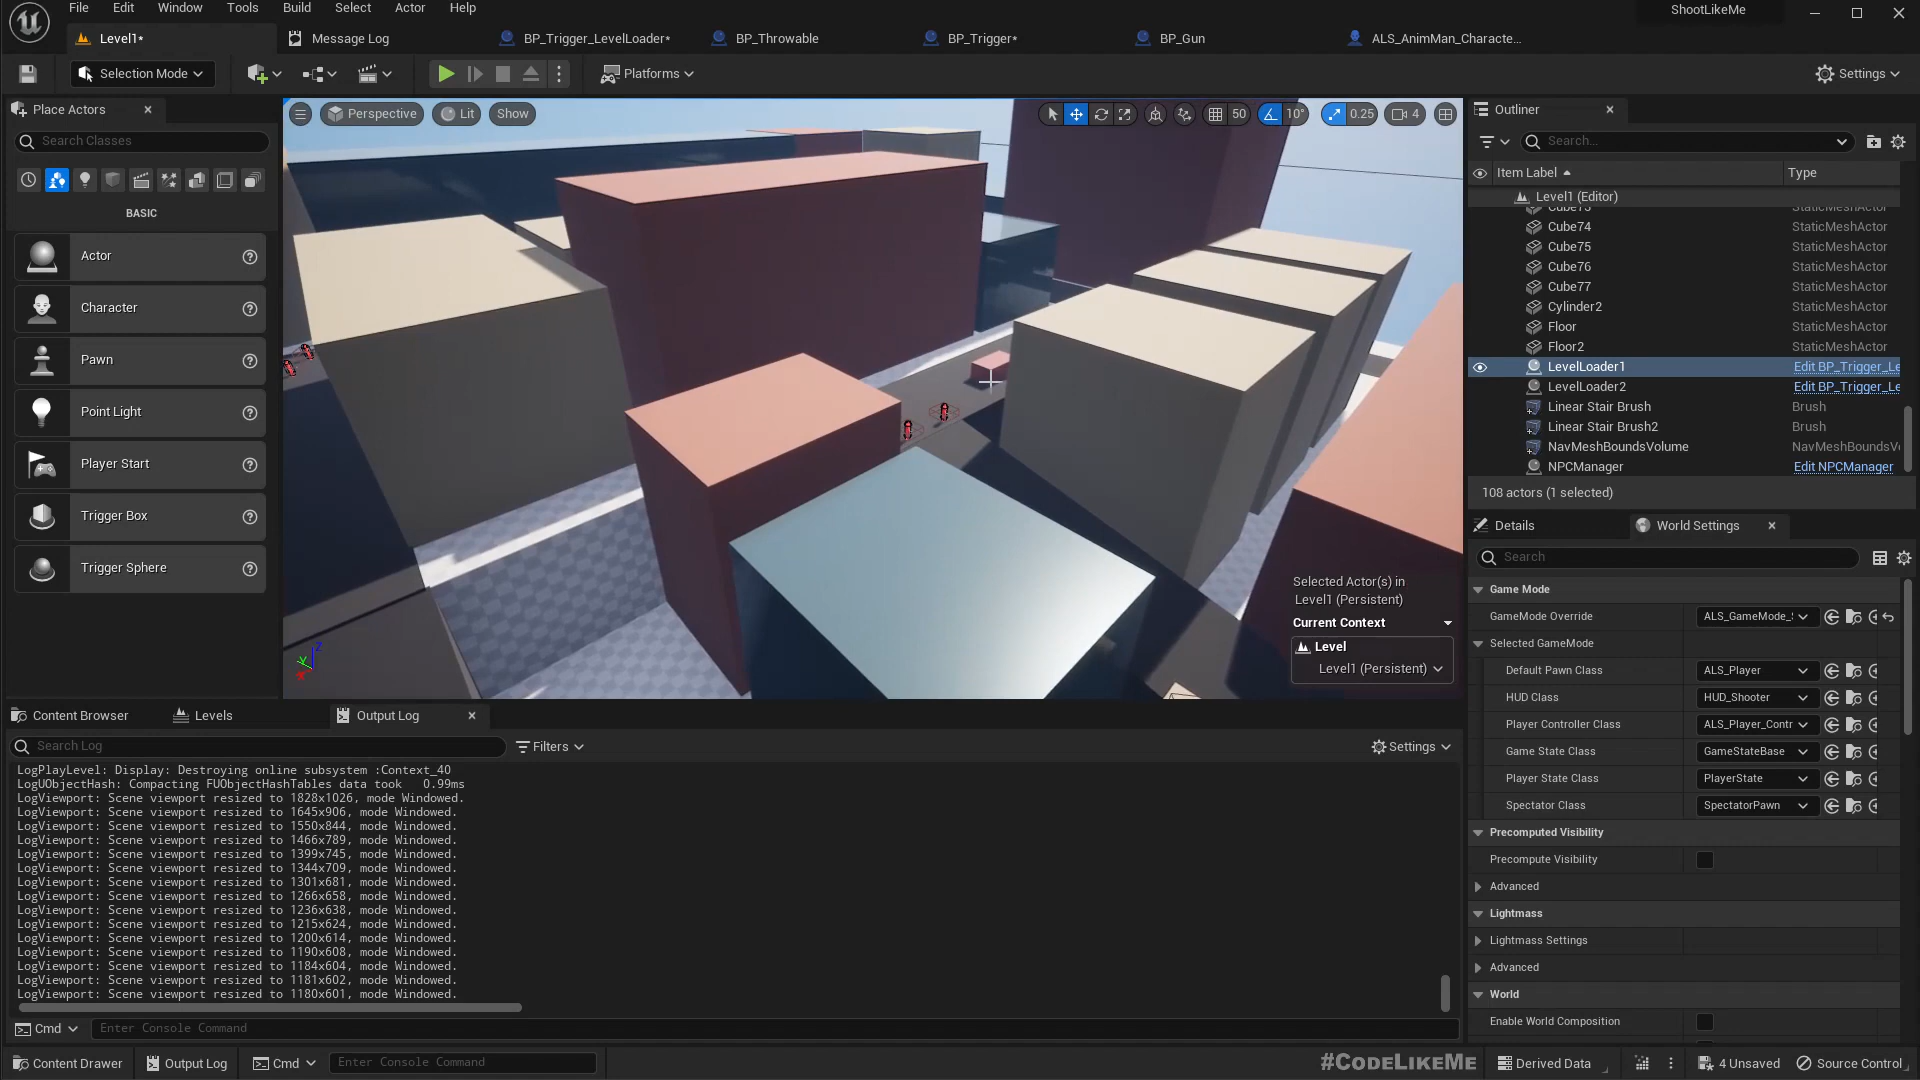 File Edit Window Tools Build Select Actor Help
ShootLikeMe
Level1*
Message Log
BP_Trigger_LevelLoader*
BP_Throwable
BP_Trigger*
BP_Gun
ALS_AnimMan_Characte...
Selection Mode
Platforms
Settings
Place Actors
Search Classes
BASIC
Actor
Character
Pawn
Point Light
Player Start
Trigger Box
Trigger Sphere
Perspective
Lit
Show
50
10°
0.25
4
Selected Actor(s) in
Level1 (Persistent)
Current Context
Level
Level1 (Persistent)
Outliner
Search...
Item Label
Type
Level1 (Editor)
Cube73 StaticMeshActor
Cube74 StaticMeshActor
Cube75 StaticMeshActor
Cube76 StaticMeshActor
Cube77 StaticMeshActor
Cylinder2 StaticMeshActor
Floor StaticMeshActor
Floor2 StaticMeshActor
LevelLoader1 Edit BP_Trigger_Le
LevelLoader2 Edit BP_Trigger_Le
Linear Stair Brush Brush
Linear Stair Brush2 Brush
NavMeshBoundsVolume NavMeshBoundsV
NPCManager Edit NPCManager
108 actors (1 selected)
Details
World Settings
Search
Game Mode
GameMode Override ALS_GameMode_
Selected GameMode
Default Pawn Class ALS_Player
HUD Class HUD_Shooter
Player Controller Class ALS_Player_Contr
Game State Class GameStateBase
Player State Class PlayerState
Spectator Class SpectatorPawn
Precomputed Visibility
Precompute Visibility
Advanced
Lightmass
Lightmass Settings
Advanced
World
Enable World Composition
Content Browser
Levels
Output Log
Search Log
Filters
Settings
LogPlayLevel: Display: Destroying online subsystem :Context_40
LogUObjectHash: Compacting FUObjectHashTables data took 0.99ms
LogViewport: Scene viewport resized to 1828x1026, mode Windowed.
LogViewport: Scene viewport resized to 1645x906, mode Windowed.
LogViewport: Scene viewport resized to 1550x844, mode Windowed.
LogViewport: Scene viewport resized to 1466x789, mode Windowed.
LogViewport: Scene viewport resized to 1399x745, mode Windowed.
LogViewport: Scene viewport resized to 1344x709, mode Windowed.
LogViewport: Scene viewport resized to 1301x681, mode Windowed.
LogViewport: Scene viewport resized to 1266x658, mode Windowed.
LogViewport: Scene viewport resized to 1236x638, mode Windowed.
LogViewport: Scene viewport resized to 1215x624, mode Windowed.
LogViewport: Scene viewport resized to 1200x614, mode Windowed.
LogViewport: Scene viewport resized to 1190x608, mode Windowed.
LogViewport: Scene viewport resized to 1184x604, mode Windowed.
LogViewport: Scene viewport resized to 1181x602, mode Windowed.
LogViewport: Scene viewport resized to 1180x601, mode Windowed.
Cmd
Enter Console Command
Content Drawer
Output Log
Cmd
Enter Console Command
#CODELIKEME
Derived Data
4 Unsaved
Source Control